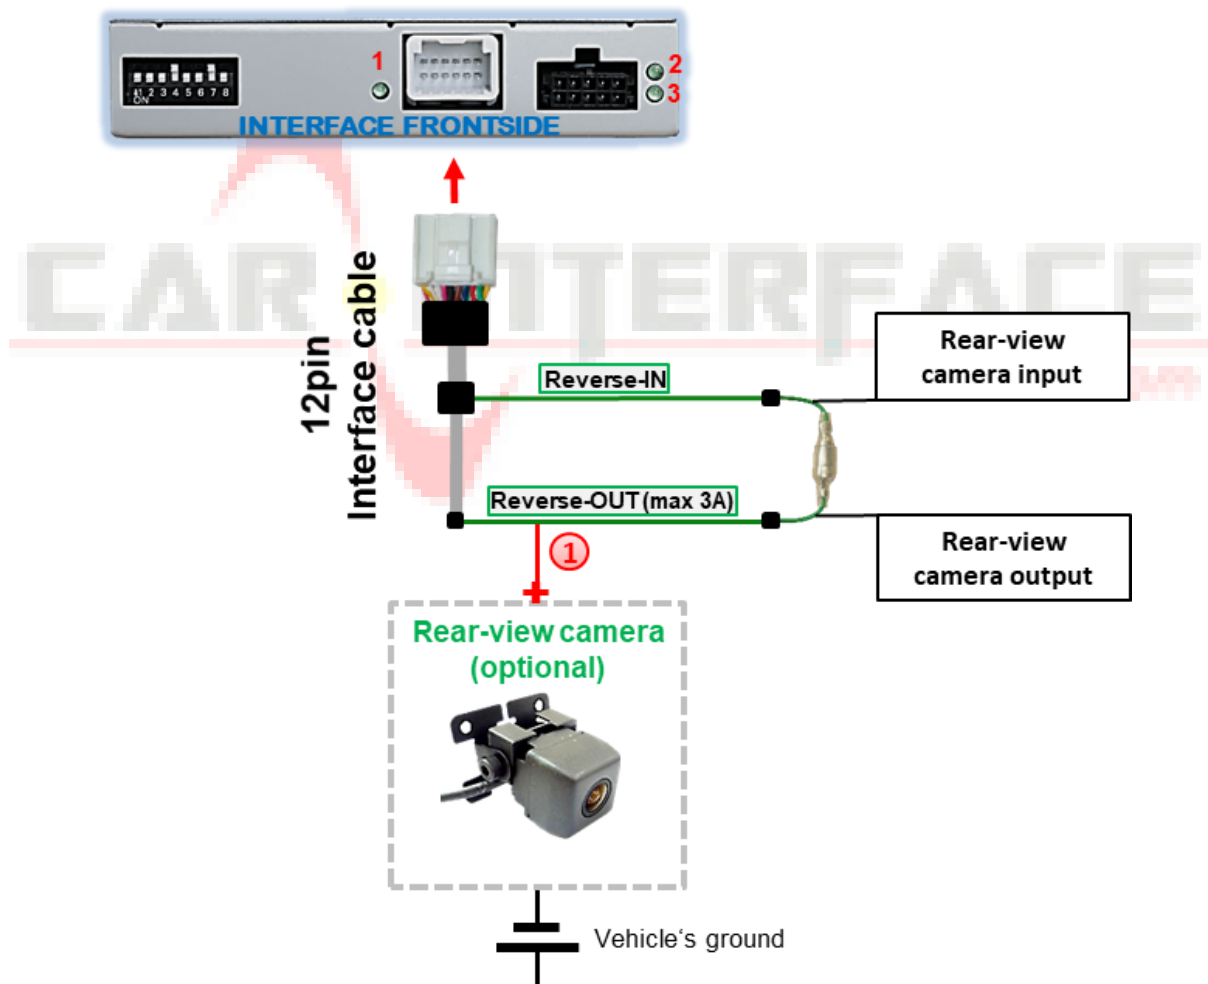 1
2
3
1 2 3 4 5 6 7 8
ON
INTERFACE FRONTSIDE
CAR INTERFACE
12pin
Interface cable
Reverse-IN
Rear-view
camera input
Reverse-OUT (max 3A)
1
Rear-view
camera output
Rear-view camera
(optional)
Vehicle‘s ground